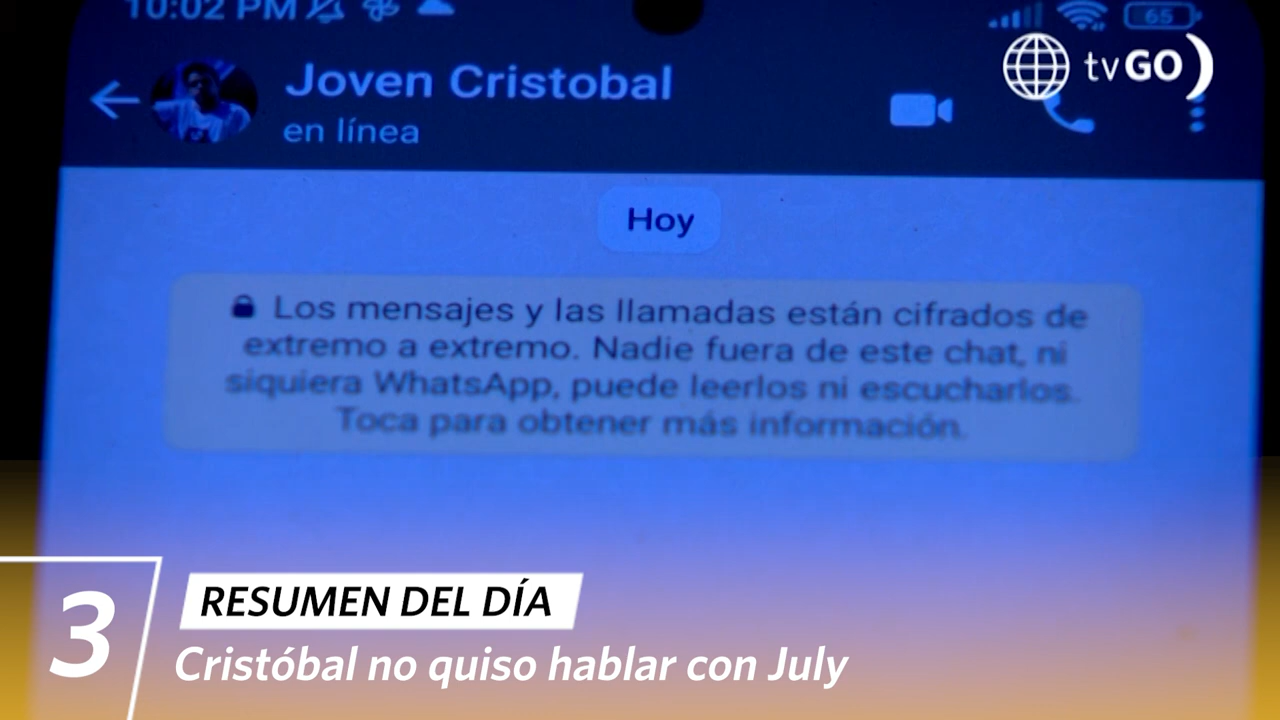 10:02 PM
65
Joven Cristobal
en línea
tvGO
Hoy
Los mensajes y las llamadas están cifrados de
extremo a extremo. Nadie fuera de este chat, ni
siquiera WhatsApp, puede leerlos ni escucharlos.
Toca para obtener más información.
3
RESUMEN DEL DÍA
Cristóbal no quiso hablar con July